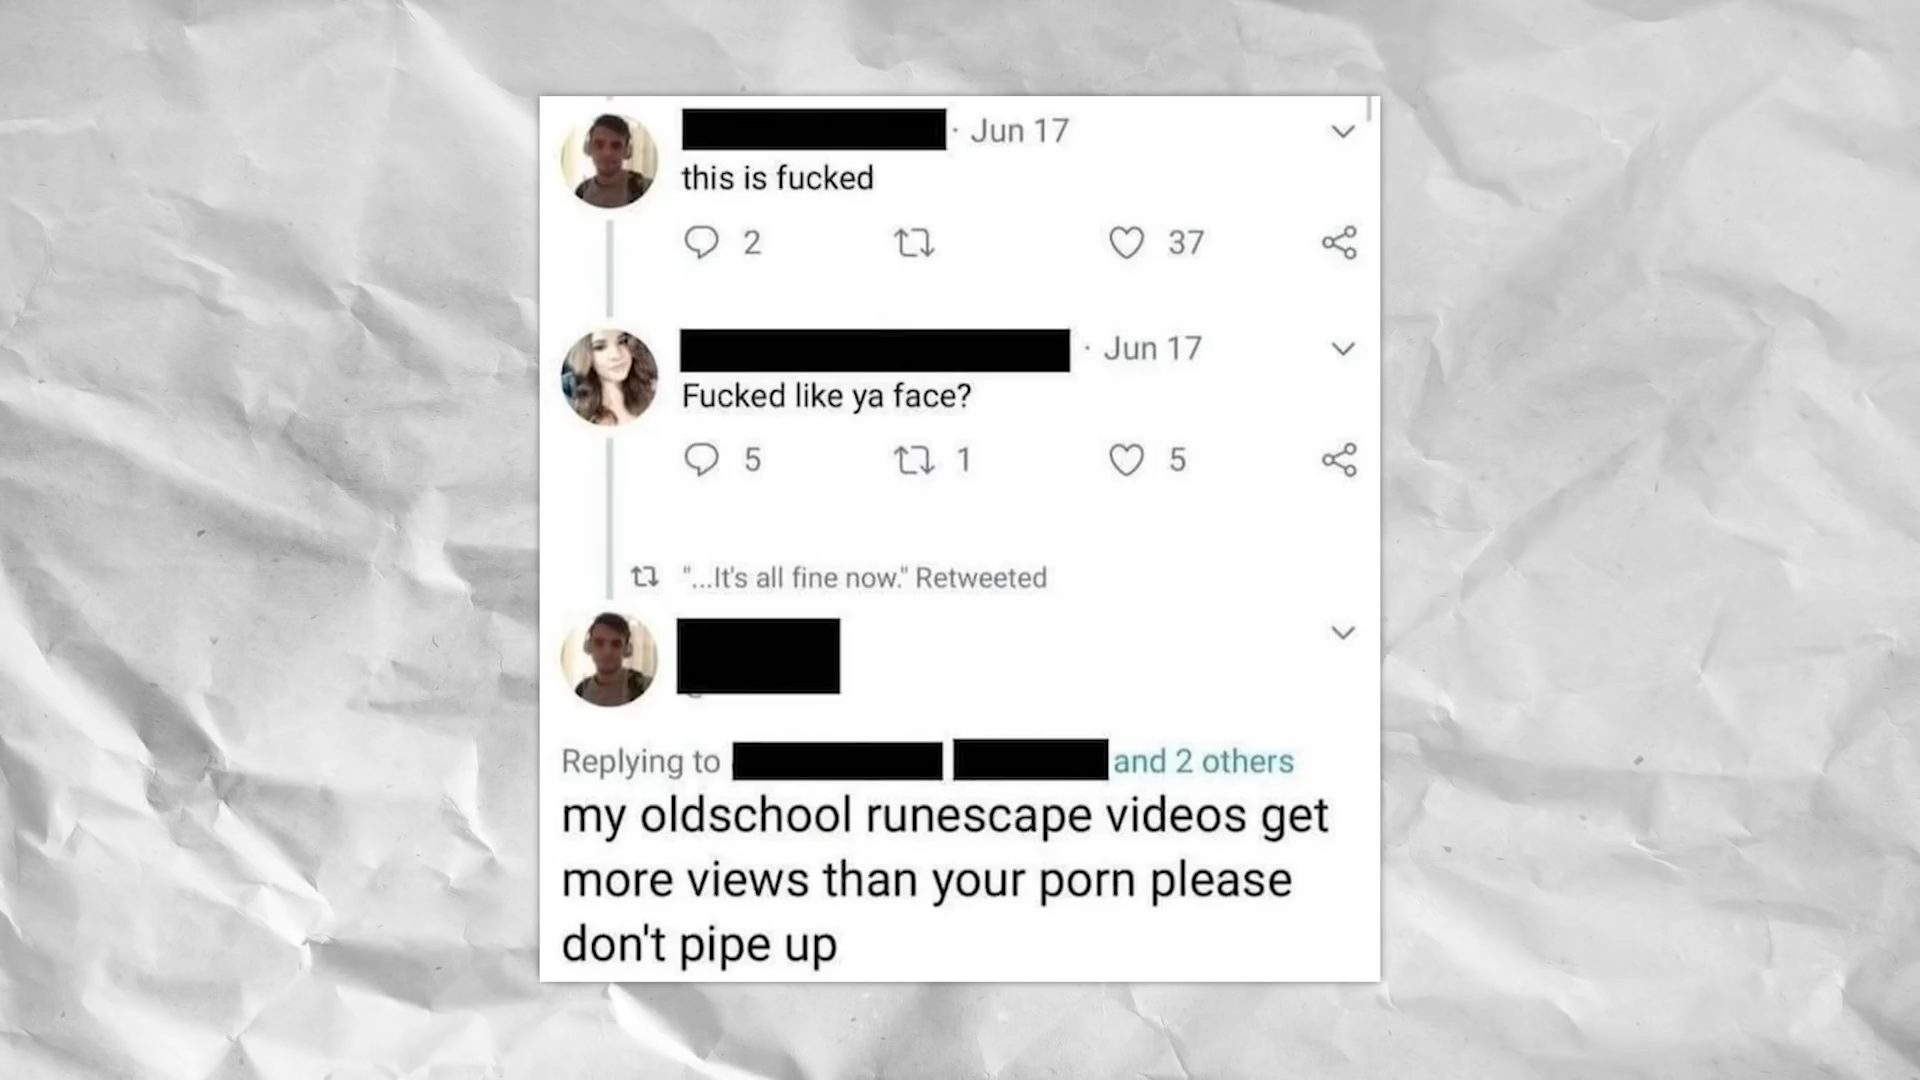 · Jun 17
this is fucked
2 37
· Jun 17
Fucked like ya face?
5 1 5
"...It's all fine now." Retweeted
Replying to and 2 others
my oldschool runescape videos get
more views than your porn please
don't pipe up